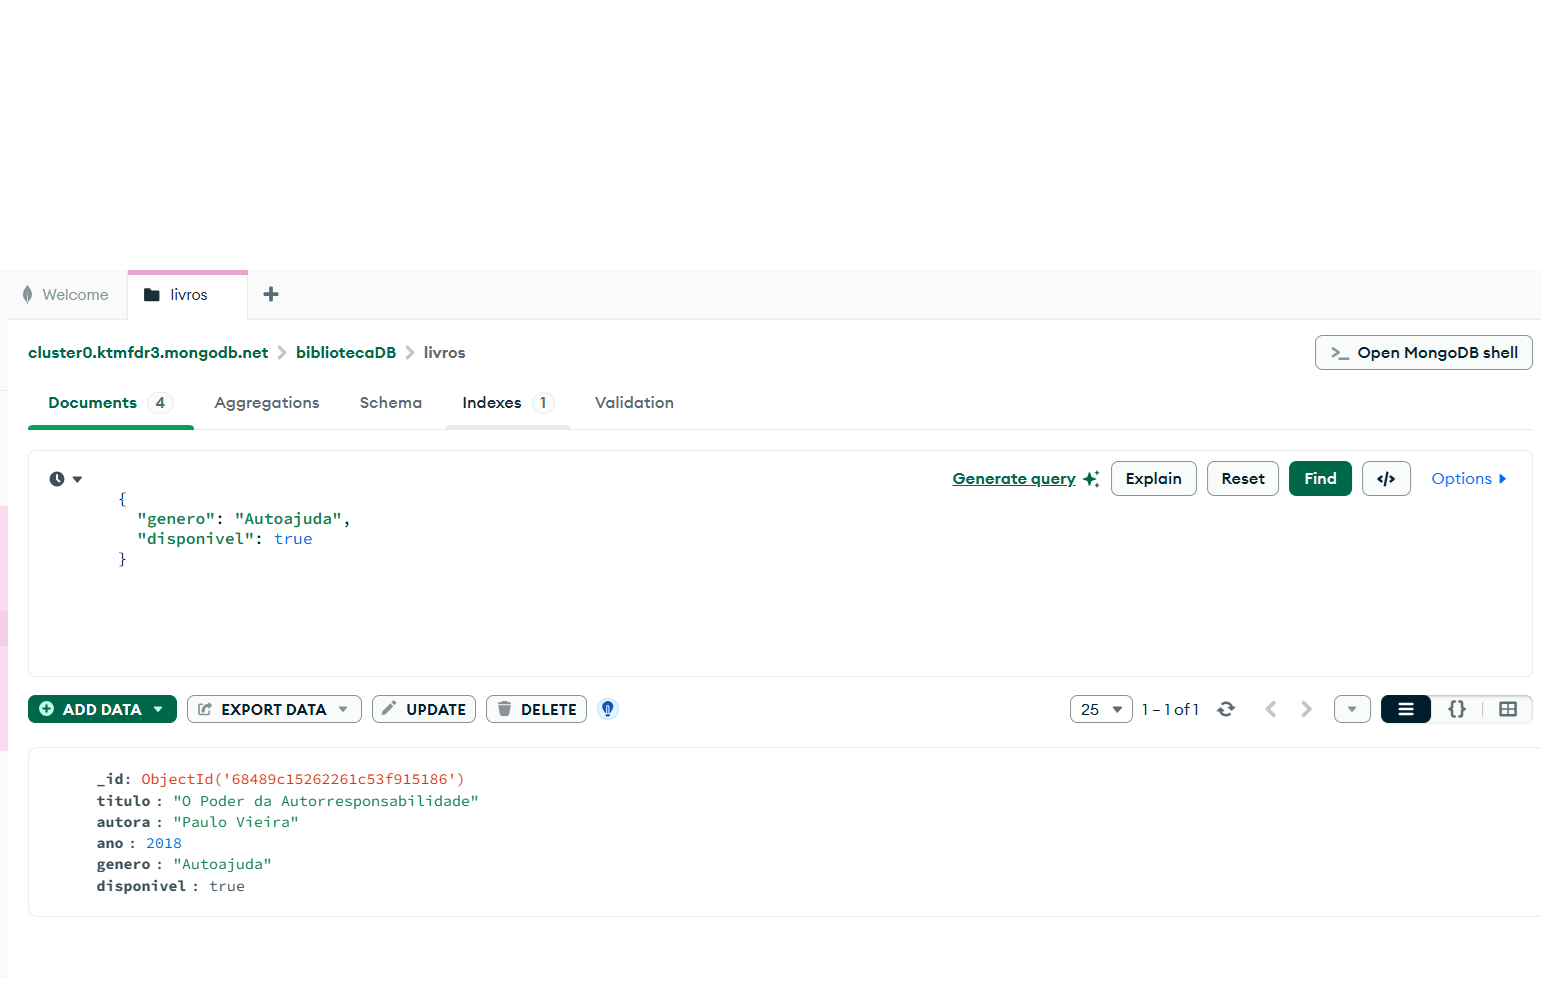 Welcome livros
cluster0.ktmfdr3.mongodb.net bibliotecaDB livros
>_ Open MongoDB shell
Documents 4 Aggregations Schema Indexes 1 Validation
Generate query Explain Reset Find </> Options
{
"genero": "Autoajuda",
"disponivel": true
}
ADD DATA EXPORT DATA UPDATE DELETE 25 1 – 1 of 1 {}
_id: ObjectId('68489c15262261c53f915186')
titulo : "O Poder da Autorresponsabilidade"
autora : "Paulo Vieira"
ano : 2018
genero : "Autoajuda"
disponivel : true